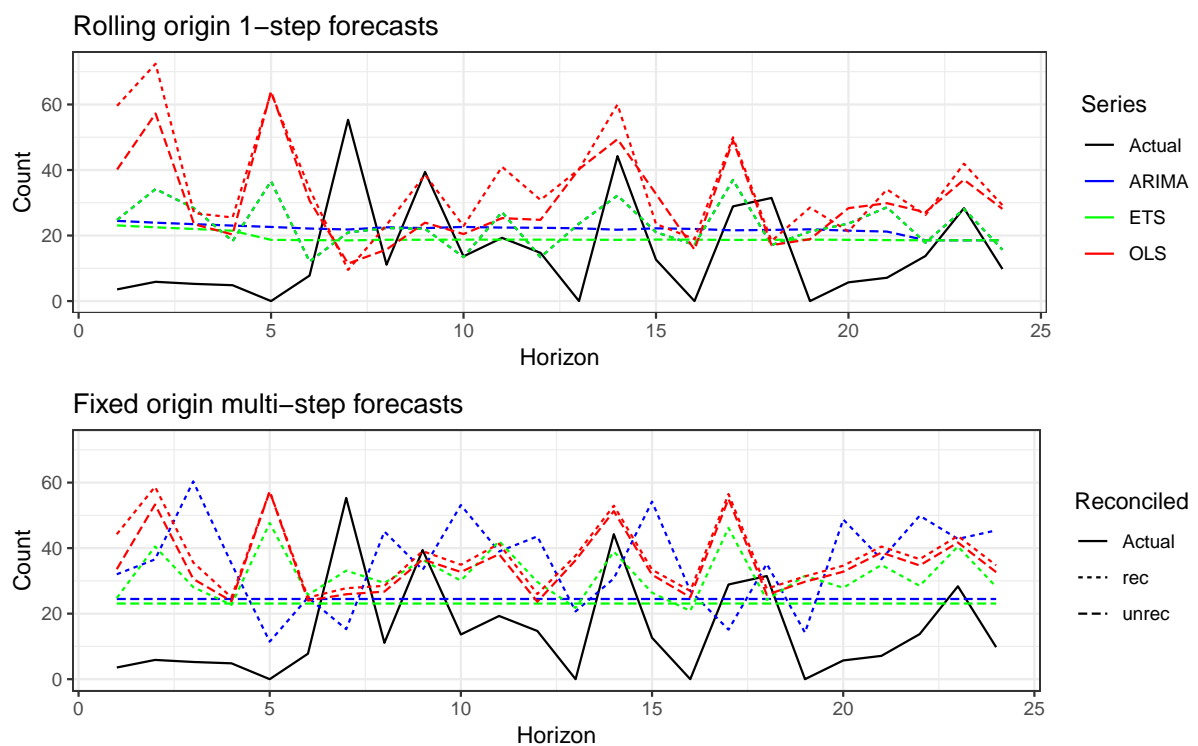 Rolling origin 1−step forecasts
60
40
20
0
Count
0 5 10 15 20 25
Horizon
Series
Actual
ARIMA
ETS
OLS
Fixed origin multi−step forecasts
60
40
20
0
Count
0 5 10 15 20 25
Horizon
Reconciled
Actual
rec
unrec